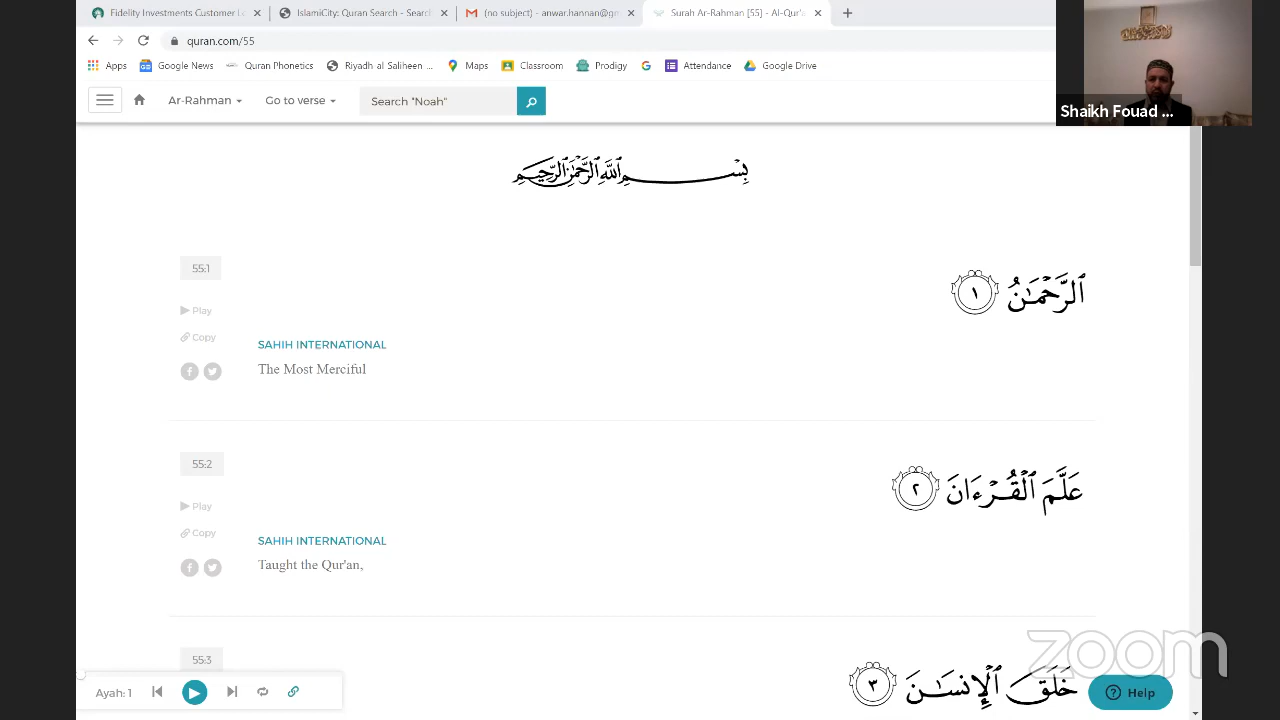 Fidelity Investments Customer Lo
IslamiCity: Quran Search - Search
(no subject) - anwar.hannan@gm
Surah Ar-Rahman [55] - Al-Qur'a
quran.com/55
Apps
Google News
Quran Phonetics
Riyadh al Saliheen ...
Maps
Classroom
Prodigy
Attendance
Google Drive
Ar-Rahman
Go to verse
Search "Noah"
Shaikh Fouad ...
بِسْمِ ٱللَّهِ ٱلرَّحْمَٰنِ ٱلرَّحِيمِ
55:1
ٱلرَّحْمَٰنُ ١
Play
Copy
SAHIH INTERNATIONAL
The Most Merciful
55:2
عَلَّمَ ٱلْقُرْءَانَ ٢
Play
Copy
SAHIH INTERNATIONAL
Taught the Qur'an,
55:3
خَلَقَ ٱلْإِنسَٰنَ ٣
Ayah: 1
zoom
Help